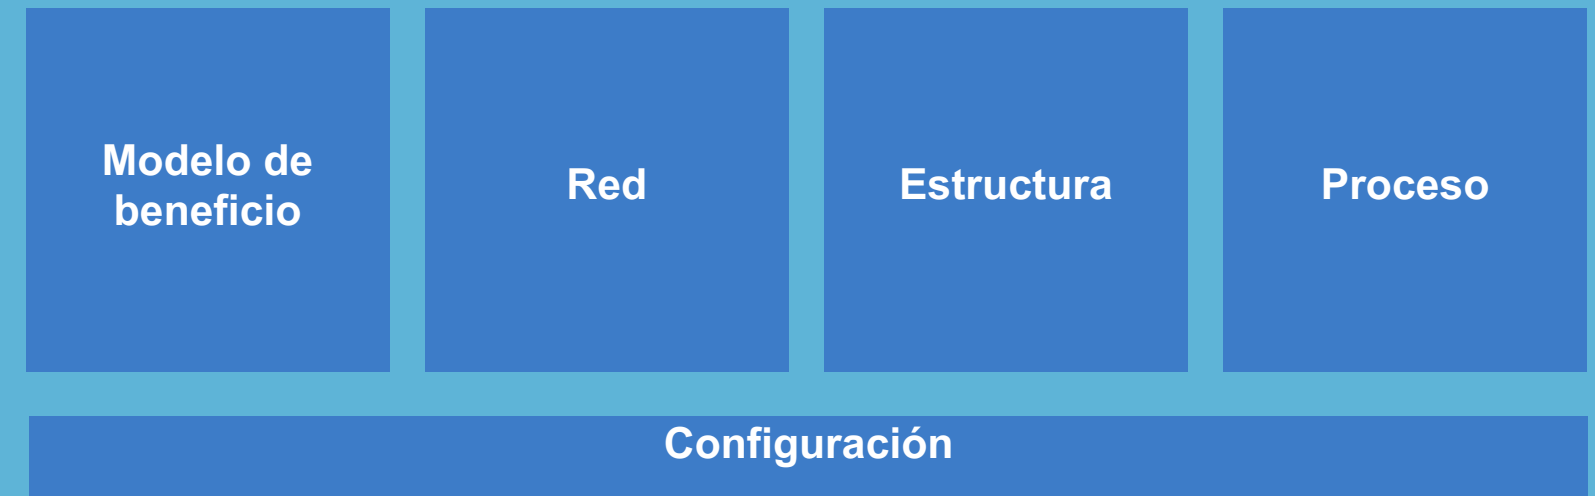 Modelo de
beneficio
Red
Estructura
Proceso
Configuración